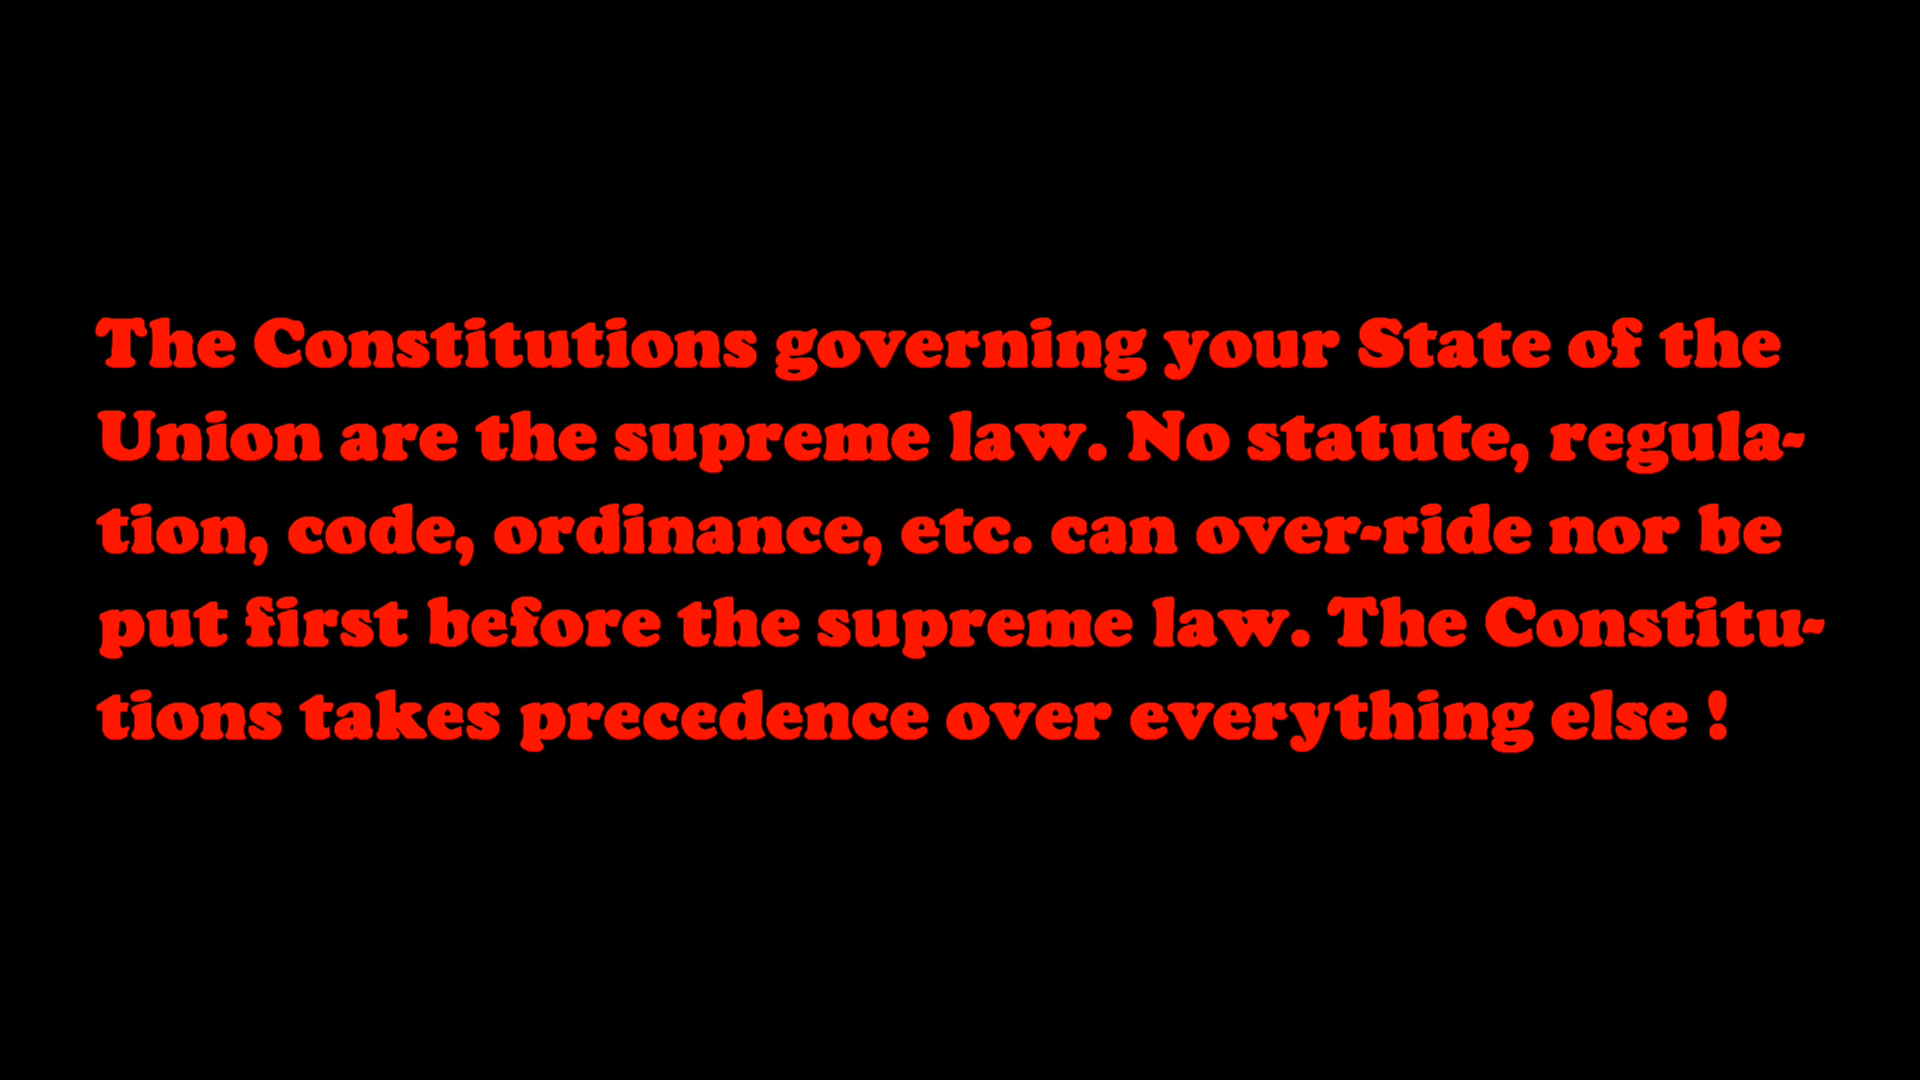 The Constitutions governing your State of the
Union are the supreme law. No statute, regula-
tion, code, ordinance, etc. can over-ride nor be
put first before the supreme law. The Constitu-
tions takes precedence over everything else !